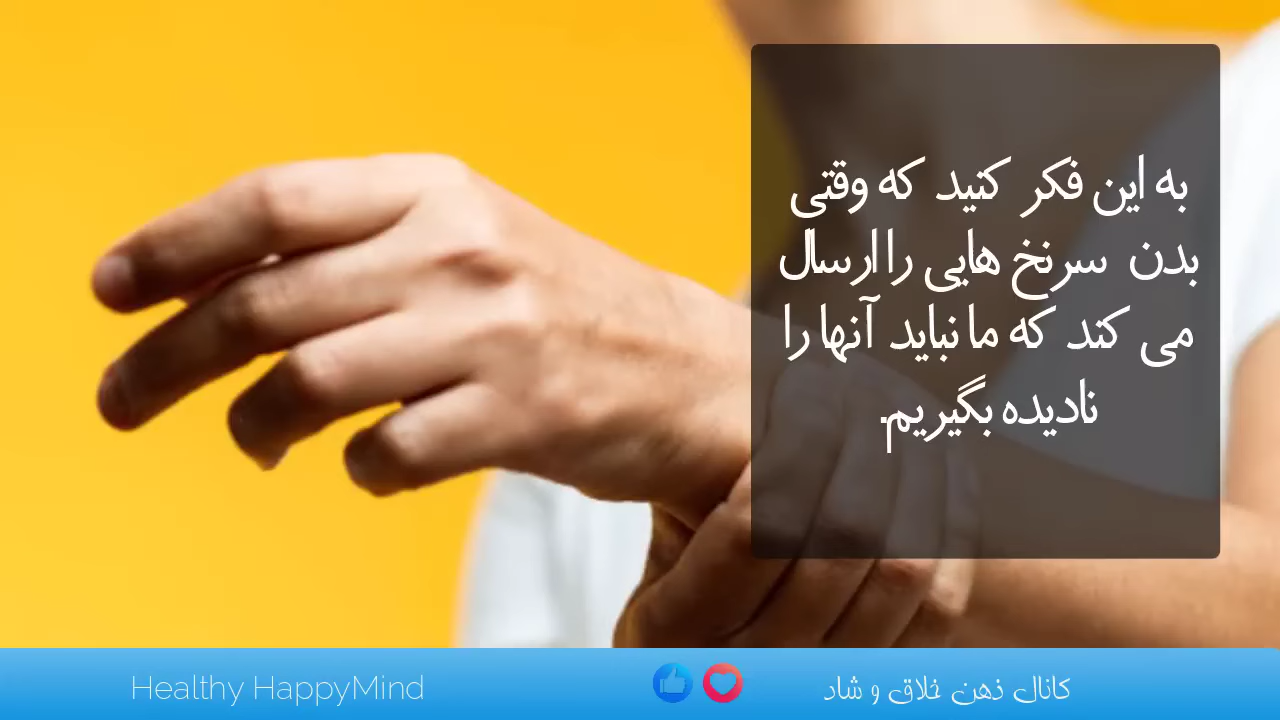 به این فکر کنید که وقتی
بدن سرنخ هایی را ارسال
می کند که ما نباید آنها را
نادیده بگیریم.
Healthy HappyMind
کانال ذهن خلاق و شاد